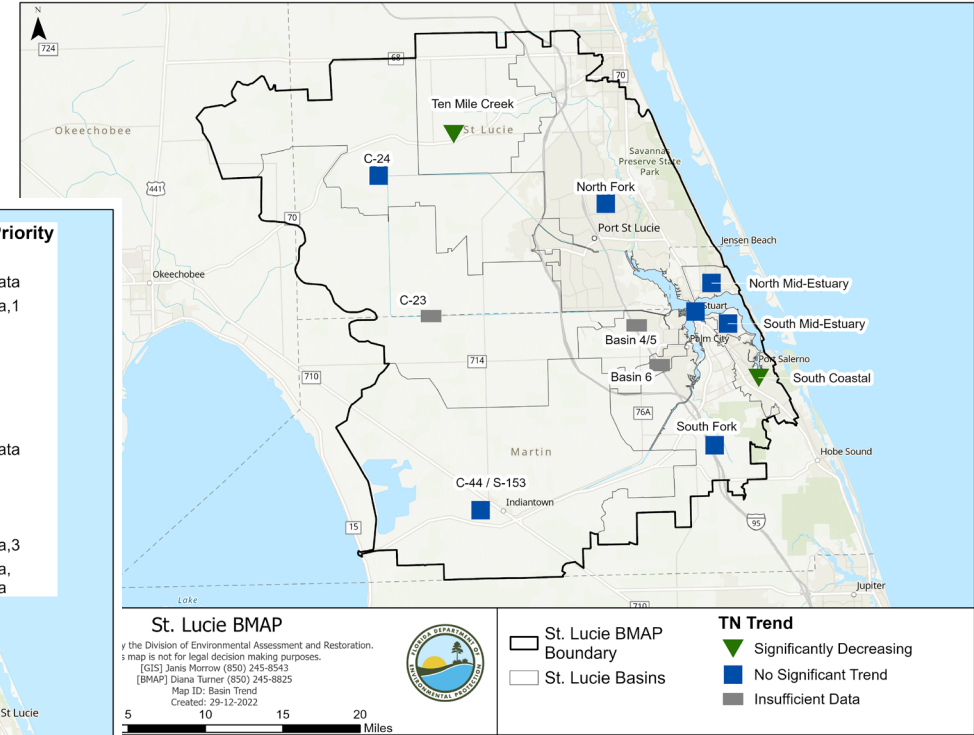 N
724
68
70
Ten Mile Creek
St Lucie
Okeechobee
Savannas
Preserve State
Park
C-24
441
North Fork
70
Port St Lucie
Jensen Beach
riority
Okeechobee
ata
a,1
North Mid-Estuary
C-23
Stuart
South Mid-Estuary
Basin 4/5
Palm City
Port Salerno
714
Basin 6
South Coastal
710
76A
South Fork
ata
Martin
Hobe Sound
C-44 / S-153
Indiantown
15
95
a,3
a,
a
Jupiter
Lake
710
St. Lucie BMAP
y the Division of Environmental Assessment and Restoration.
s map is not for legal decision making purposes.
[GIS] Janis Morrow (850) 245-8543
[BMAP] Diana Turner (850) 245-8825
Map ID: Basin Trend
Created: 29-12-2022
FLORIDA DEPARTMENT OF
ENVIRONMENTAL PROTECTION
St Lucie
5 10 15 20
Miles
St. Lucie BMAP
Boundary
St. Lucie Basins
TN Trend
Significantly Decreasing
No Significant Trend
Insufficient Data